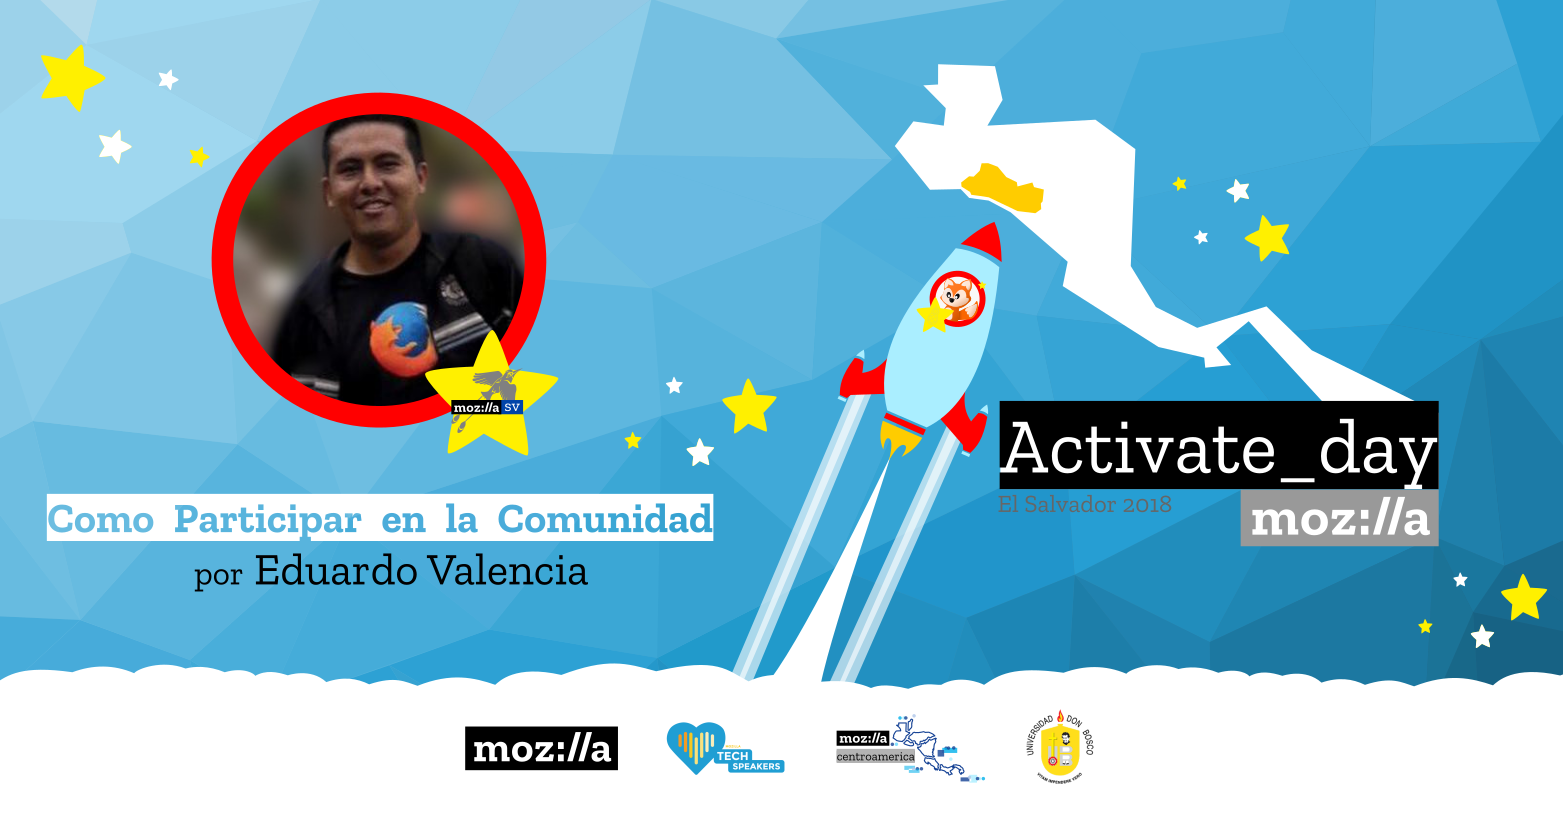 moz://a SV
Como Participar en la Comunidad
por Eduardo Valencia
Activate_day
El Salvador 2018
moz://a
moz://a
TECH
SPEAKERS
moz://a
centroamerica
UNIVERSIDAD DON BOSCO